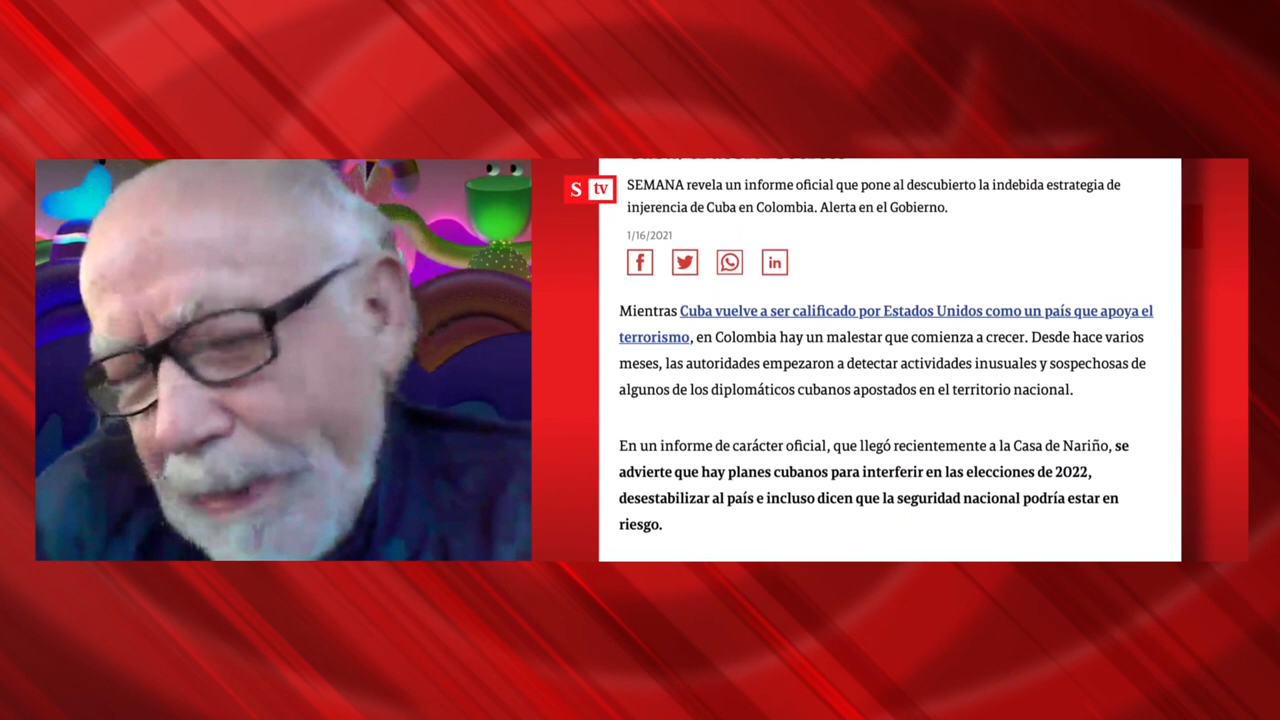 S tv
SEMANA revela un informe oficial que pone al descubierto la indebida estrategia de
injerencia de Cuba en Colombia. Alerta en el Gobierno.
1/16/2021
Mientras Cuba vuelve a ser calificado por Estados Unidos como un país que apoya el
terrorismo, en Colombia hay un malestar que comienza a crecer. Desde hace varios
meses, las autoridades empezaron a detectar actividades inusuales y sospechosas de
algunos de los diplomáticos cubanos apostados en el territorio nacional.
En un informe de carácter oficial, que llegó recientemente a la Casa de Nariño, se
advierte que hay planes cubanos para interferir en las elecciones de 2022,
desestabilizar al país e incluso dicen que la seguridad nacional podría estar en
riesgo.